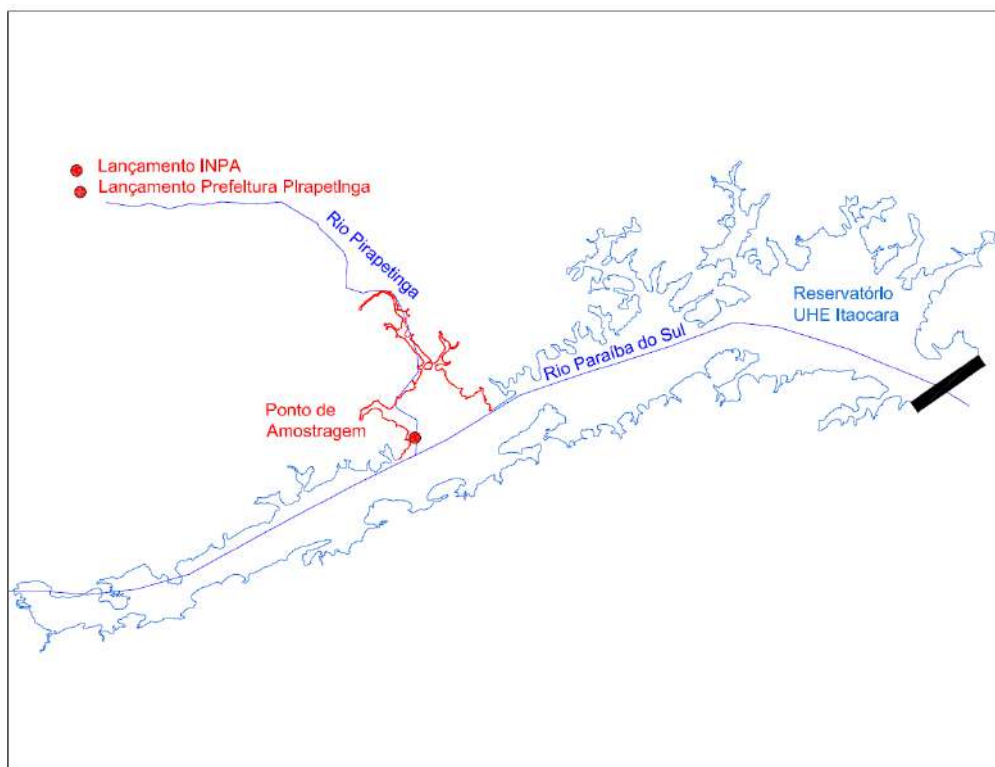 Lançamento INPA
Lançamento Prefeitura Pirapetinga
Rio Pirapetinga
Reservatório
UHE Itaocara
Rio Paraíba do Sul
Ponto de
Amostragem